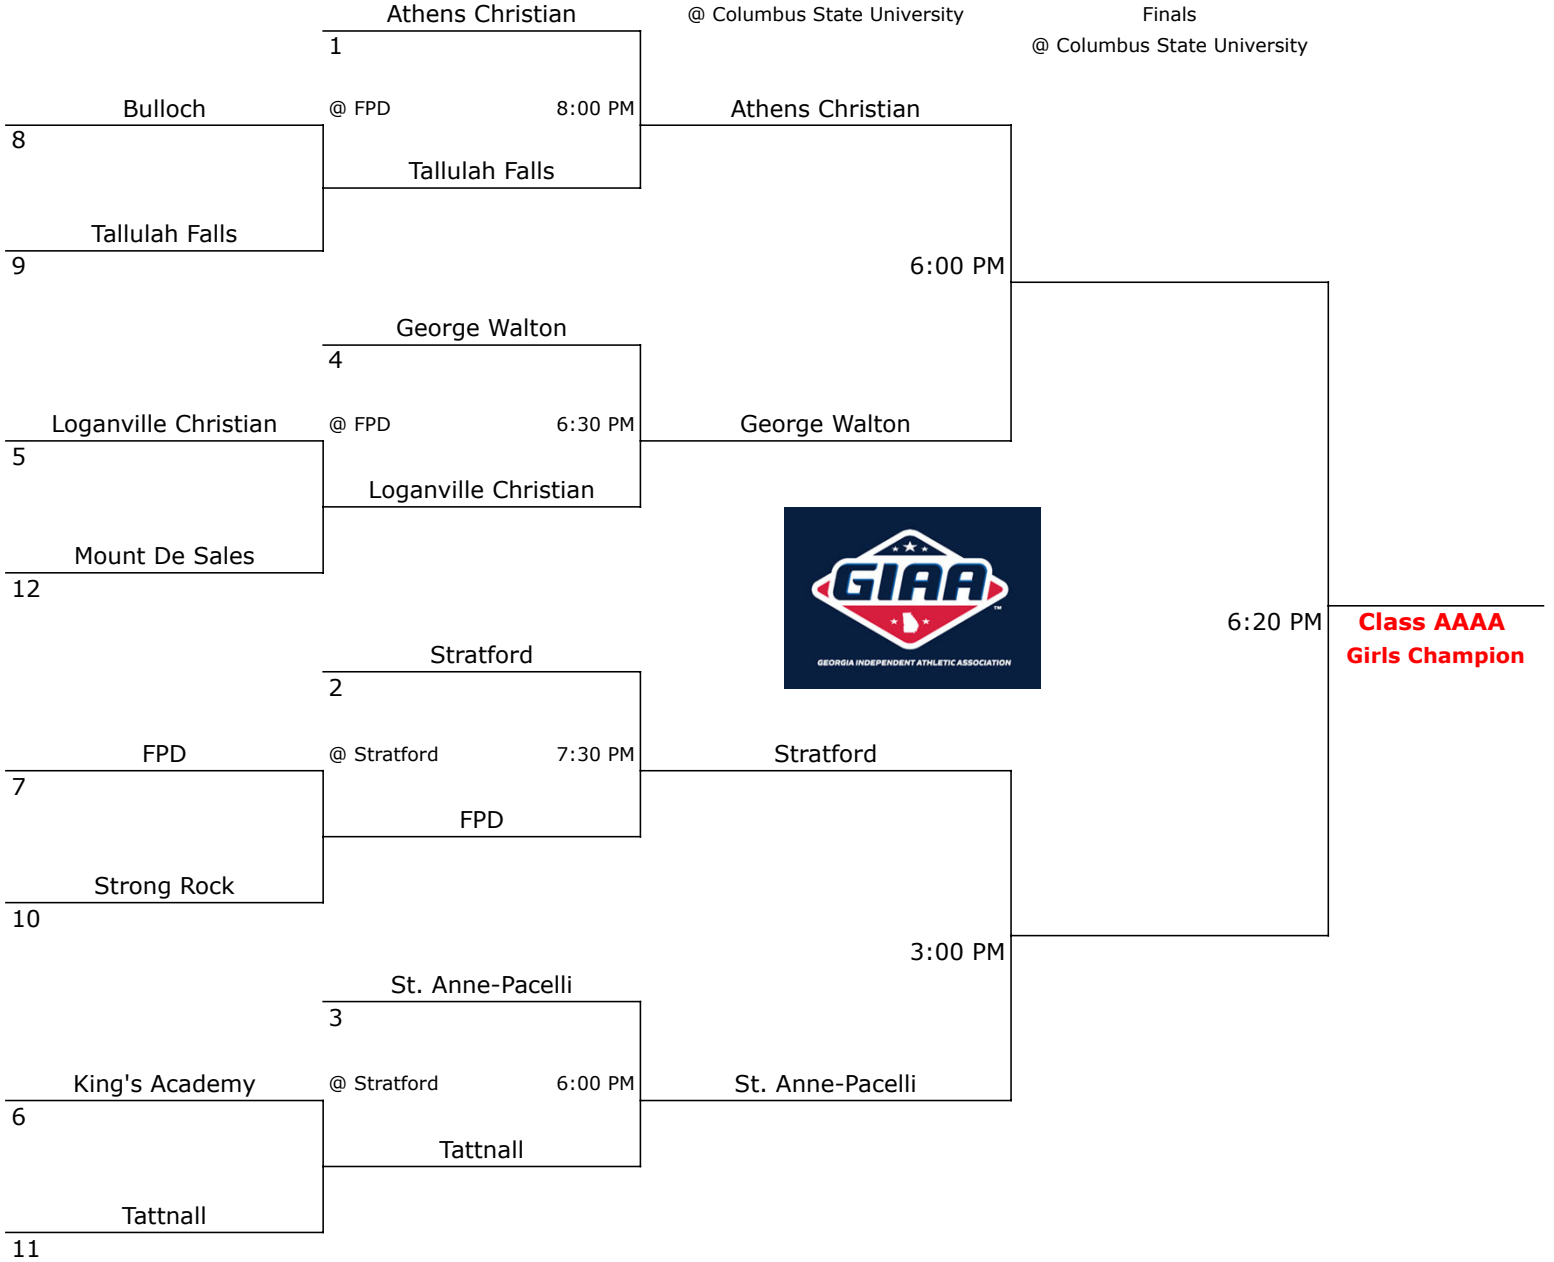 Athens Christian
@ Columbus State University
Finals
1
@ Columbus State University
Bulloch
@ FPD
8:00 PM
Athens Christian
8
Tallulah Falls
Tallulah Falls
9
6:00 PM
George Walton
4
Loganville Christian
@ FPD
6:30 PM
George Walton
5
Loganville Christian
Mount De Sales
12
GIAA
TM
GEORGIA INDEPENDENT ATHLETIC ASSOCIATION
6:20 PM
Class AAAA
Girls Champion
Stratford
2
FPD
@ Stratford
7:30 PM
Stratford
7
FPD
Strong Rock
10
3:00 PM
St. Anne-Pacelli
3
King's Academy
@ Stratford
6:00 PM
St. Anne-Pacelli
6
Tattnall
Tattnall
11